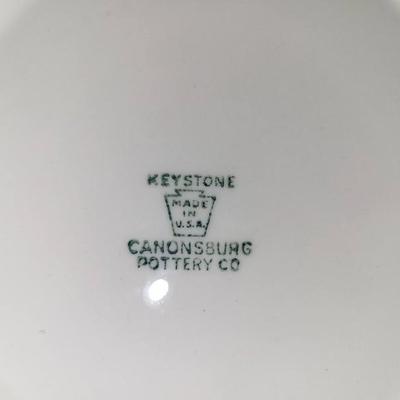 KEYSTONE
MADE
IN
U.S.A.
CANONSBURG
POTTERY CO